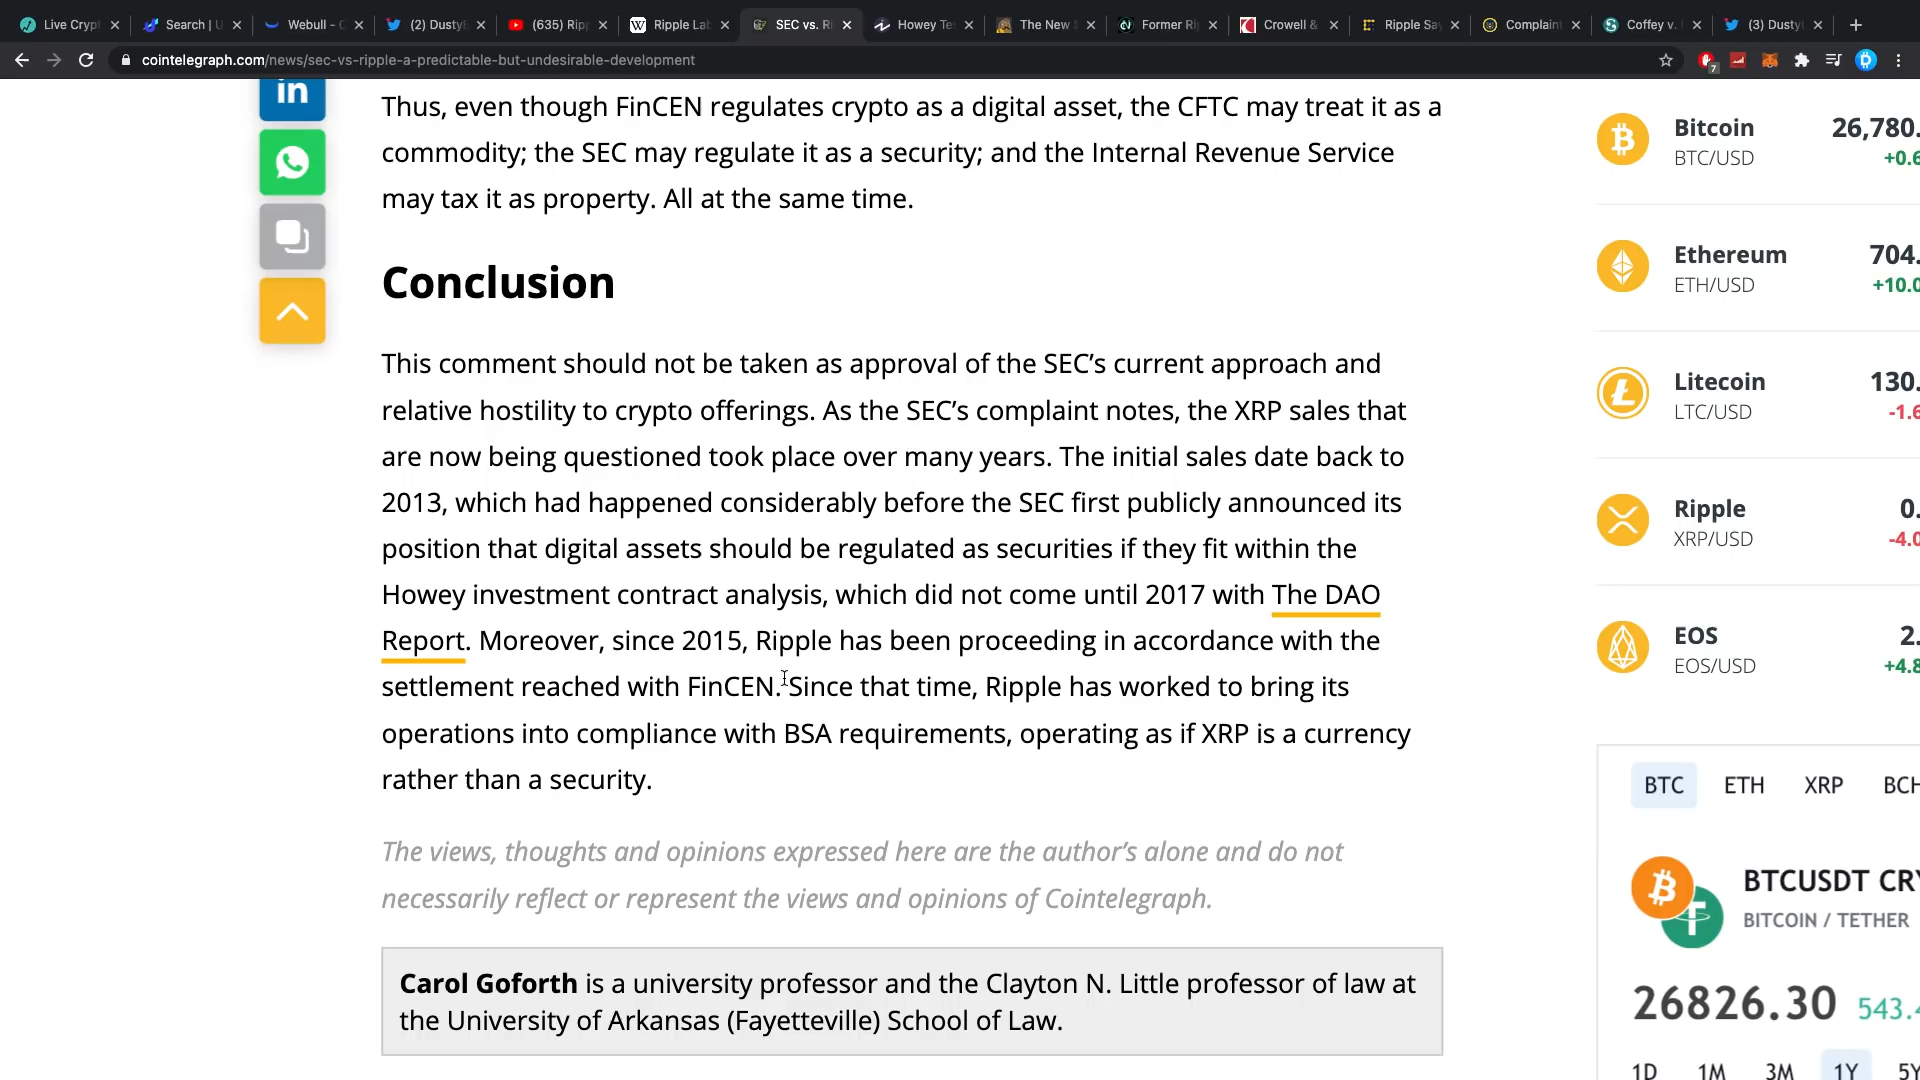 Live Crypt
Search | U
Webull - C
(2) Dusty
(635) Rip
Ripple Lab
SEC vs. Ri
Howey Te
The New
Former Ri
Crowell &
Ripple Sa
Complaint
Coffey v.
(3) Dusty
cointelegraph.com/news/sec-vs-ripple-a-predictable-but-undesirable-development
7
in
Thus, even though FinCEN regulates crypto as a digital asset, the CFTC may treat it as a
commodity; the SEC may regulate it as a security; and the Internal Revenue Service
may tax it as property. All at the same time.
Conclusion
This comment should not be taken as approval of the SEC’s current approach and
relative hostility to crypto offerings. As the SEC’s complaint notes, the XRP sales that
are now being questioned took place over many years. The initial sales date back to
2013, which had happened considerably before the SEC first publicly announced its
position that digital assets should be regulated as securities if they fit within the
Howey investment contract analysis, which did not come until 2017 with The DAO
Report. Moreover, since 2015, Ripple has been proceeding in accordance with the
settlement reached with FinCEN. Since that time, Ripple has worked to bring its
operations into compliance with BSA requirements, operating as if XRP is a currency
rather than a security.
The views, thoughts and opinions expressed here are the author’s alone and do not
necessarily reflect or represent the views and opinions of Cointelegraph.
Carol Goforth is a university professor and the Clayton N. Little professor of law at
the University of Arkansas (Fayetteville) School of Law.
Bitcoin 26,780.
BTC/USD +0.6
Ethereum 704.
ETH/USD +10.0
Litecoin 130.
LTC/USD -1.6
Ripple 0.
XRP/USD -4.0
EOS 2.
EOS/USD +4.8
BTC ETH XRP BCH
BTCUSDT CRY
BITCOIN / TETHER
26826.30 543.4
1D 1M 3M 1Y 5Y